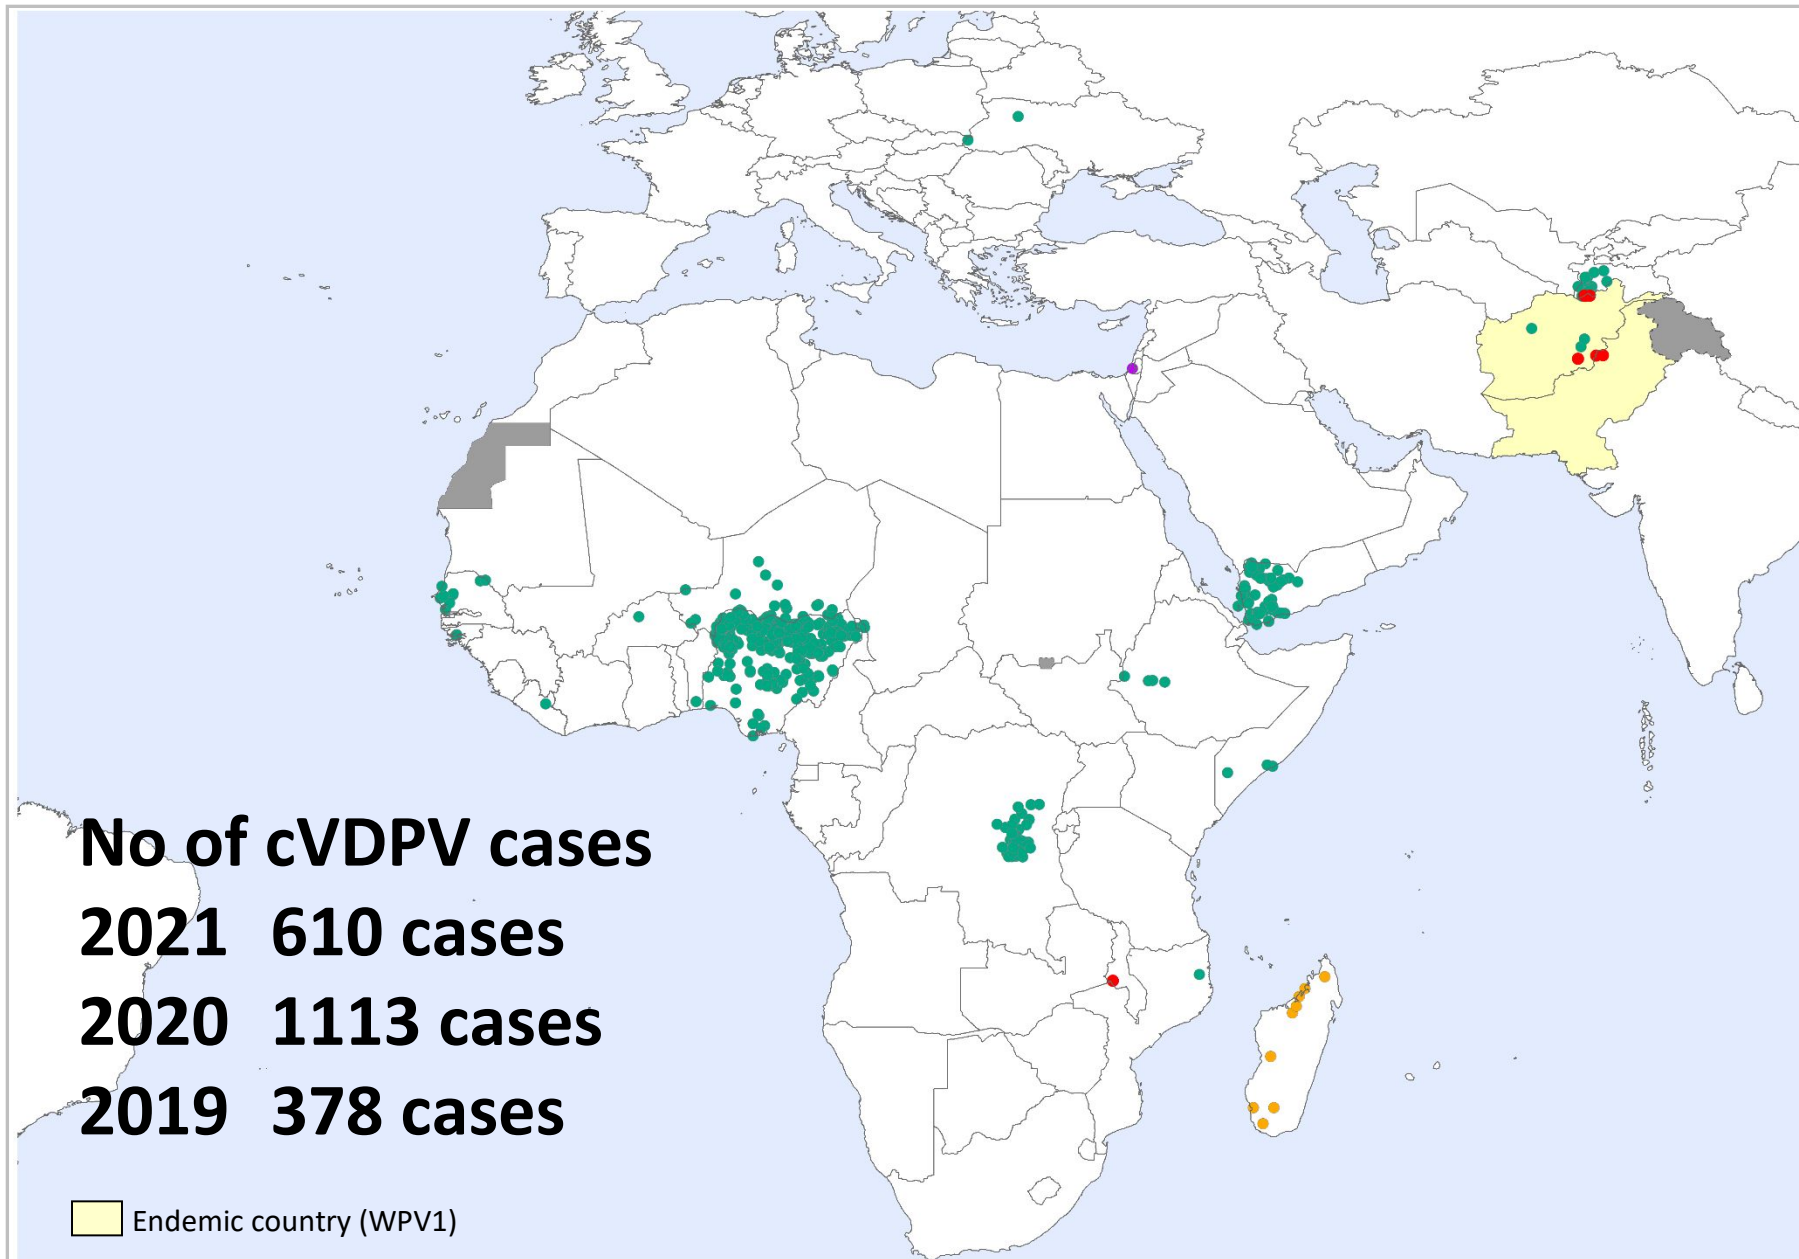 No of cVDPV cases
2021 610 cases
2020 1113 cases
2019 378 cases
Endemic country (WPV1)